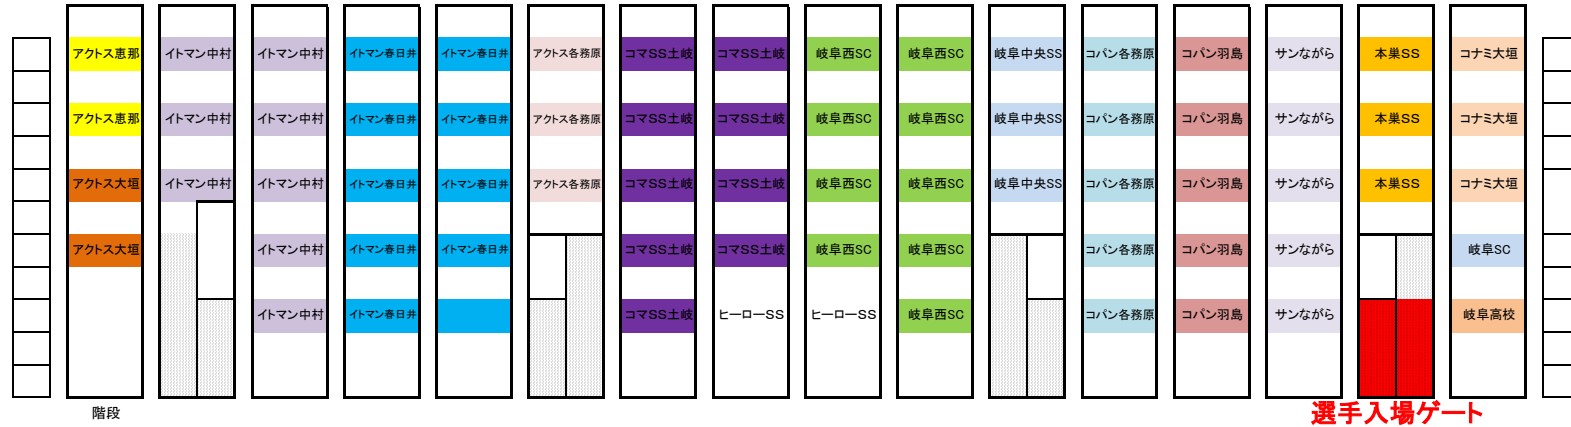 アクトス恵那 イトマン中村 イトマン中村 イトマン春日井 イトマン春日井 アクトス各務原 コマSS土岐 コマSS土岐 岐阜西SC 岐阜西SC 岐阜中央SS コパン各務原 コパン羽島 サンながら 本巣SS コナミ大垣
アクトス恵那 イトマン中村 イトマン中村 イトマン春日井 イトマン春日井 アクトス各務原 コマSS土岐 コマSS土岐 岐阜西SC 岐阜西SC 岐阜中央SS コパン各務原 コパン羽島 サンながら 本巣SS コナミ大垣
アクトス大垣 イトマン中村 イトマン中村 イトマン春日井 イトマン春日井 アクトス各務原 コマSS土岐 コマSS土岐 岐阜西SC 岐阜西SC 岐阜中央SS コパン各務原 コパン羽島 サンながら 本巣SS コナミ大垣
アクトス大垣 イトマン中村 イトマン春日井 イトマン春日井 コマSS土岐 コマSS土岐 岐阜西SC 岐阜西SC コパン各務原 コパン羽島 サンながら 岐阜SC
イトマン中村 イトマン春日井 コマSS土岐 ヒーローSS ヒーローSS 岐阜西SC コパン各務原 コパン羽島 サンながら 岐阜高校
階段 選手入場ゲート